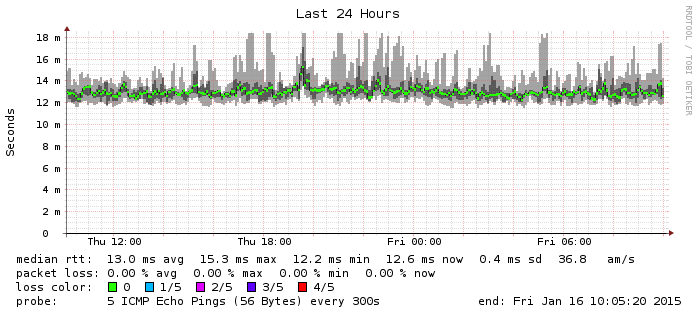 Last 24 Hours
RRDTOOL / TOBI OETIKER
Seconds
18 m
16 m
14 m
12 m
10 m
8 m
6 m
4 m
2 m
0
Thu 12:00 Thu 18:00 Fri 00:00 Fri 06:00
median rtt: 13.0 ms avg 15.3 ms max 12.2 ms min 12.6 ms now 0.4 ms sd 36.8 am/s
packet loss: 0.00 % avg 0.00 % max 0.00 % min 0.00 % now
loss color: 0 1/5 2/5 3/5 4/5
probe: 5 ICMP Echo Pings (56 Bytes) every 300s end: Fri Jan 16 10:05:20 2015